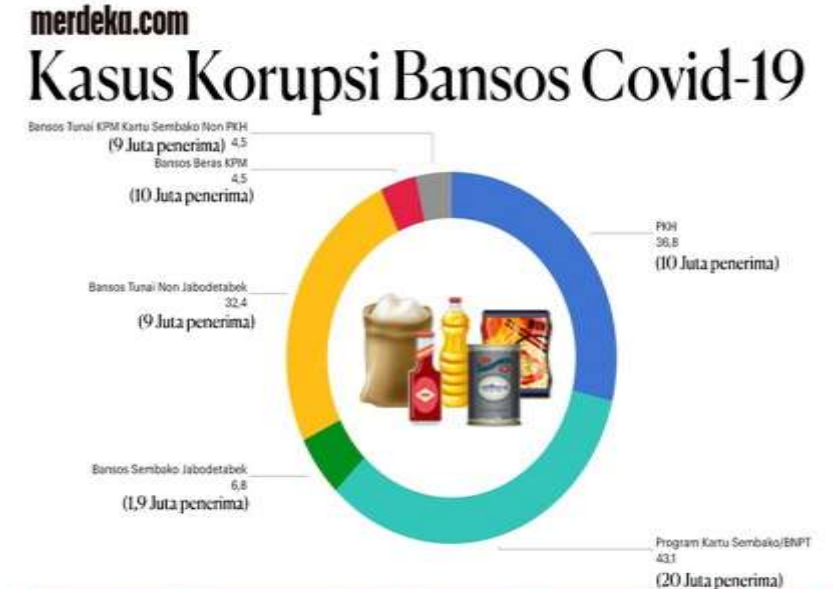 merdeka.com
Kasus Korupsi Bansos Covid-19
Bansos Tunai KPM Kartu Sembako Non PKH
(9 Juta penerima) 4,5
Bansos Beras KPM
4,5
(10 Juta penerima)
PKH
36,8
(10 Juta penerima)
Bansos Tunai Non Jabodetabek
32.4
(9 Juta penerima)
Bansos Sembako Jabodetabek
6,8
(1,9 Juta penerima)
Program Kartu Sembako/BNPT
43,1
(20 Juta penerima)